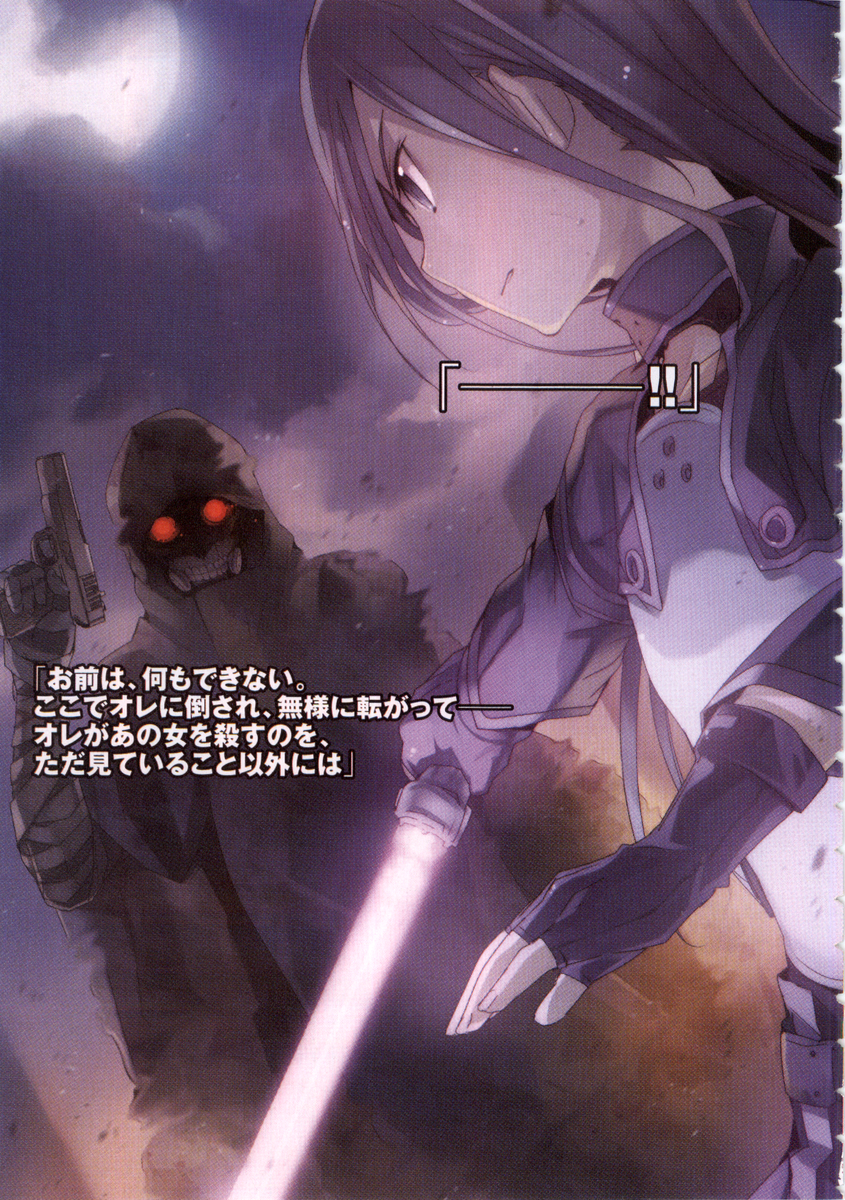 『━━━━━━━!!』
『お前は、何もできない。
ここでオレに倒され、無様に転がって━━
オレがあの女を殺すのを、
ただ見ていること以外には』